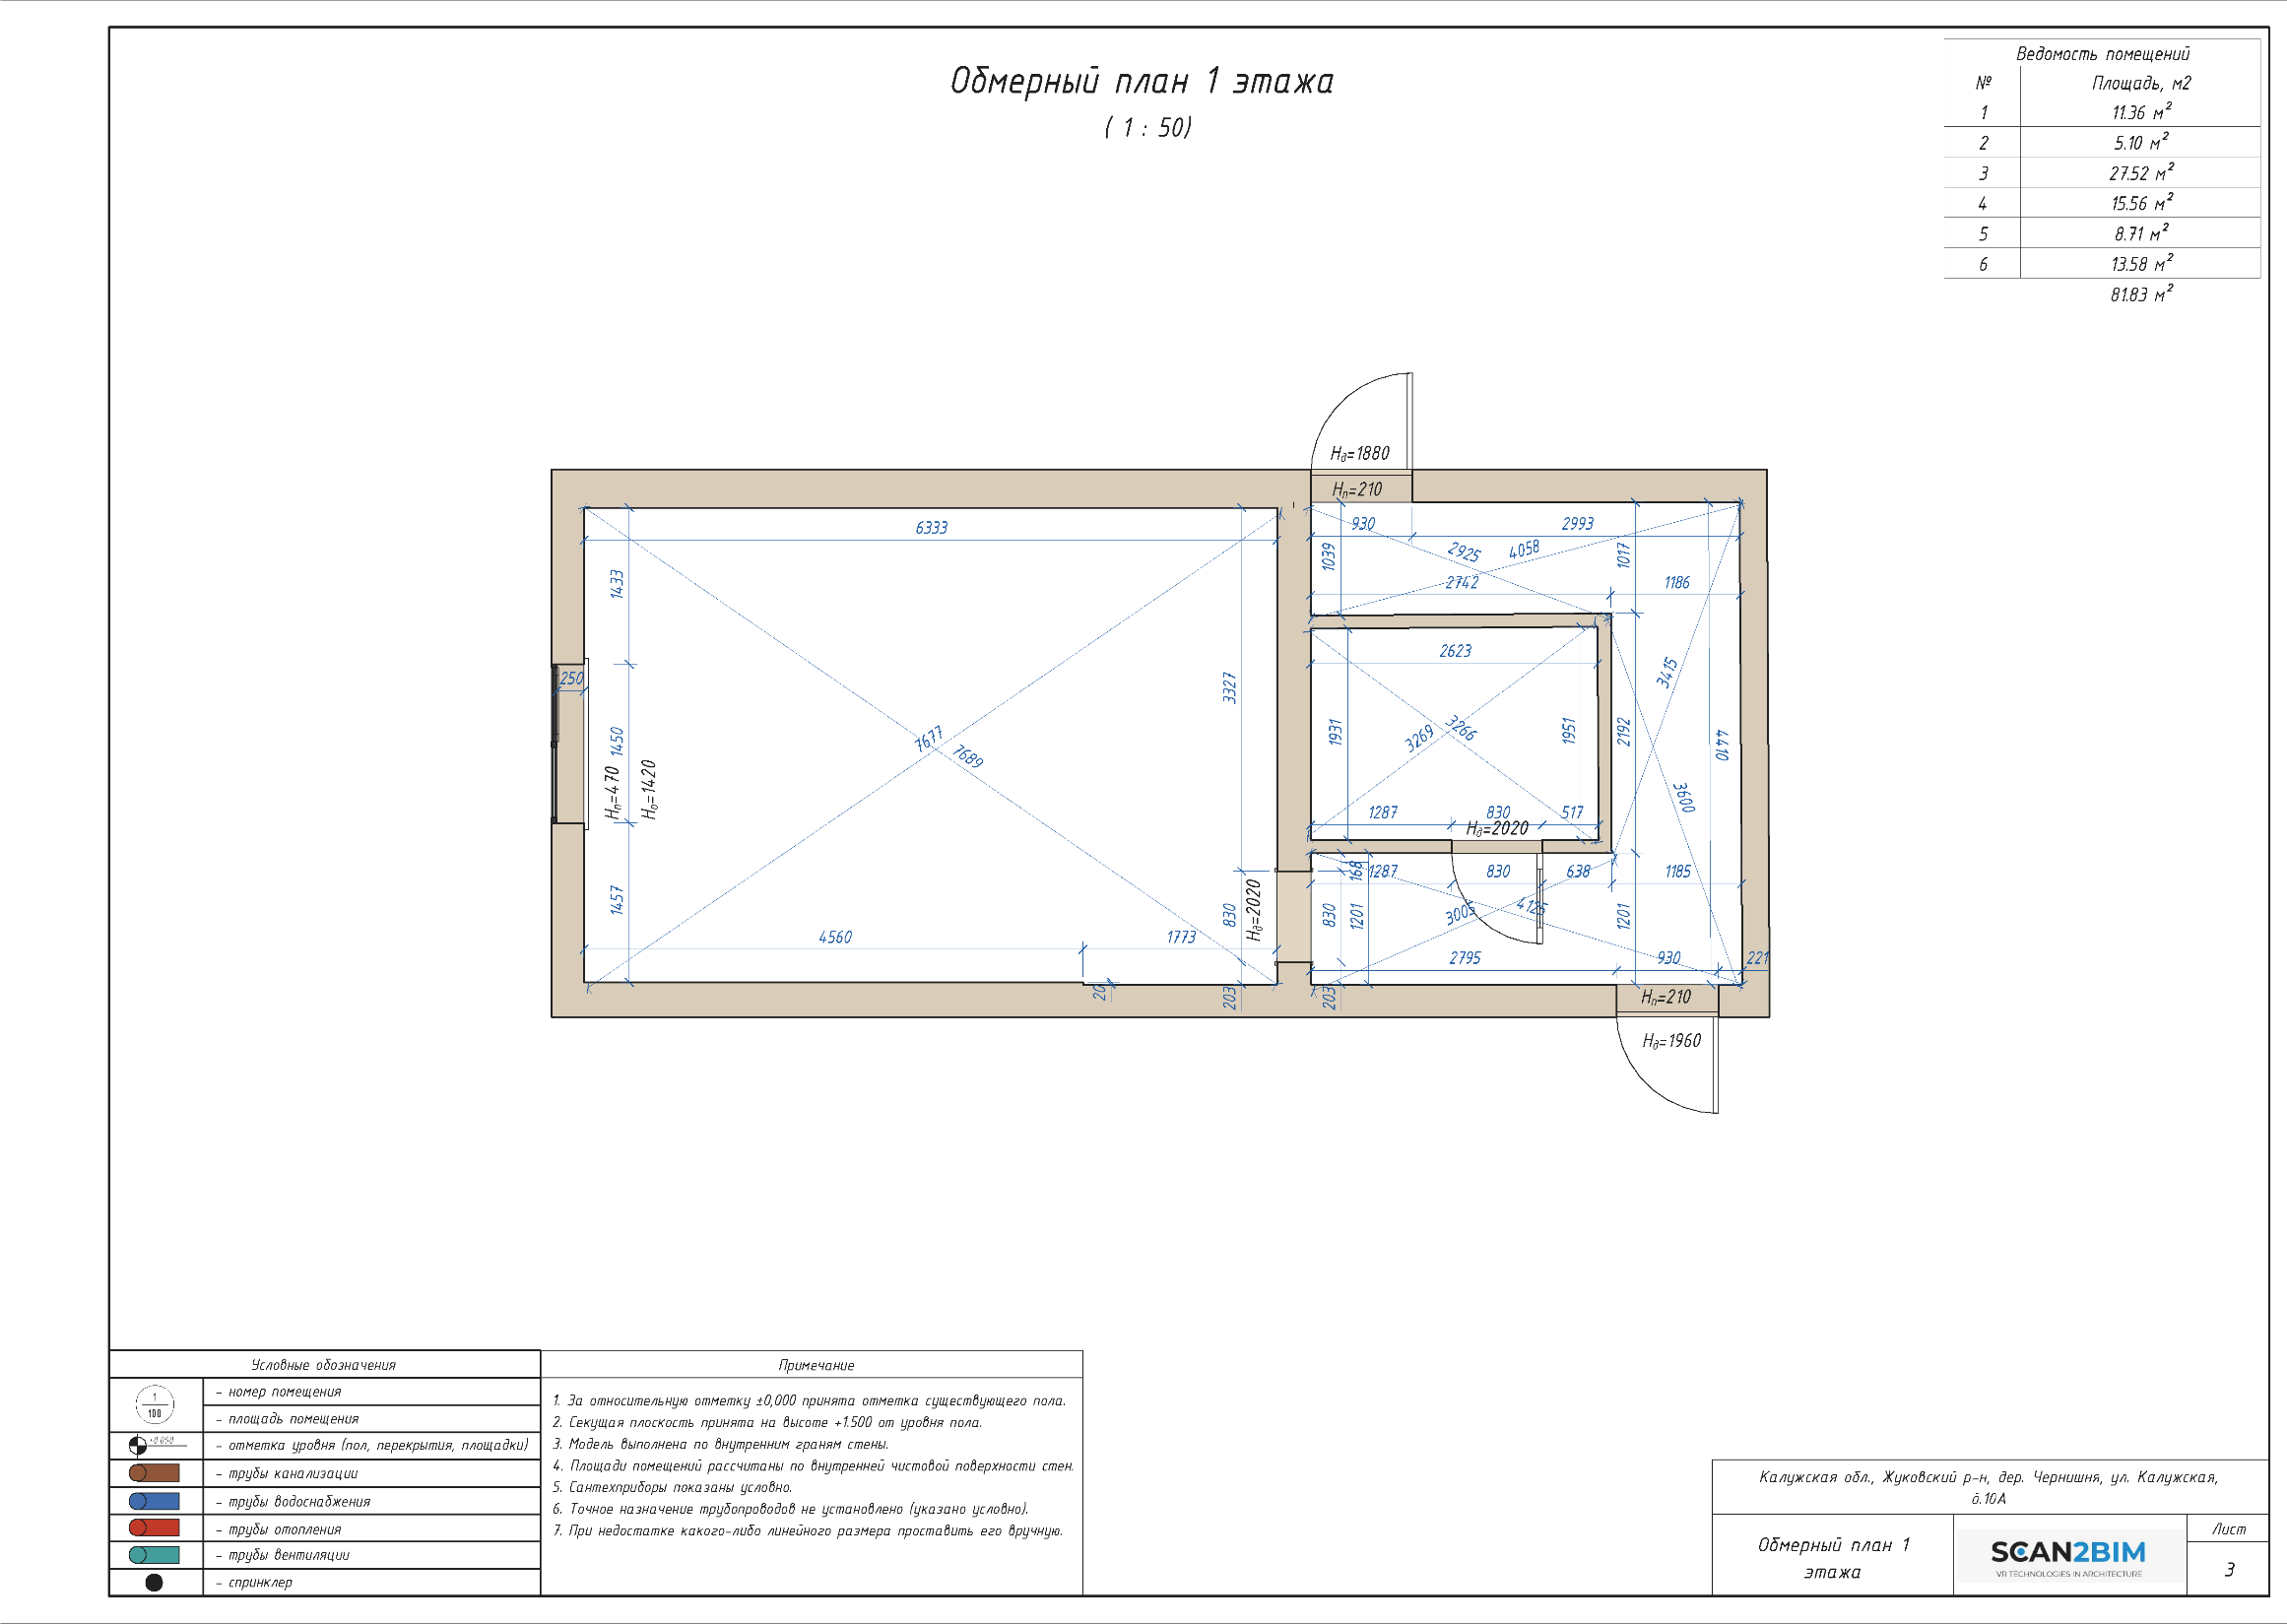 Обмерный план 1 этажа
( 1 : 50)
Ведомость помещений
№ Площадь, м2
1 11.36 м²
2 5.10 м²
3 27.52 м²
4 15.56 м²
5 8.71 м²
6 13.58 м²
81.83 м²
Hд=1880
Hп=210
6333
930
2993
1433
1039
2925
4058
1017
2742
1186
250
3327
2623
3415
1450
7677
7689
1931
3269
3266
1951
2192
4410
Hп=470
Hо=1420
3600
1287
830
517
Hд=2020
1457
168
1287
830
638
1185
830
Hд=2020
830
1201
3005
4125
1201
4560
1773
2795
930
221
20
203
203
Hп=210
Hд=1960
Условные обозначения
1
100
- номер помещения
- площадь помещения
- отметка уровня (пол, перекрытия, площадки)
- трубы канализации
- трубы водоснабжения
- трубы отопления
- трубы вентиляции
- спринклер
Примечание
1. За относительную отметку ±0,000 принята отметка существующего пола.
2. Секущая плоскость принята на высоте +1.500 от уровня пола.
3. Модель выполнена по внутренним граням стены.
4. Площади помещений рассчитаны по внутренней чистовой поверхности стен.
5. Сантехприборы показаны условно.
6. Точное назначение трубопроводов не установлено (указано условно).
7. При недостатке какого-либо линейного размера проставить его вручную.
Калужская обл., Жуковский р-н, дер. Чернишня, ул. Калужская,
д.10А
Обмерный план 1
этажа
SCAN2BIM
VR TECHNOLOGIES IN ARCHITECTURE
Лист
3